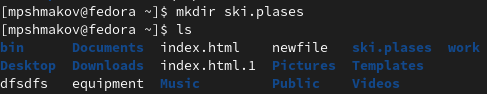 [mpshmakov@fedora ~]$ mkdir ski.plases
[mpshmakov@fedora ~]$ ls
bin Documents index.html newfile ski.plases work
Desktop Downloads index.html.1 Pictures Templates
dfsdfs equipment Music Public Videos